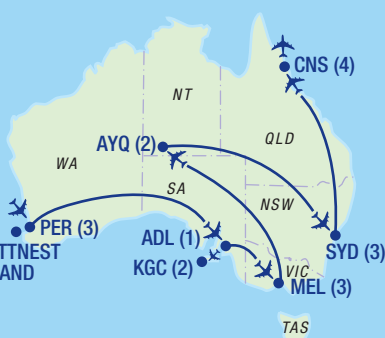 CNS (4)
NT
AYQ (2)
QLD
WA
SA
NSW
PER (3)
TTNEST
AND
ADL (1)
KGC (2)
SYD (3)
VIC
MEL (3)
TAS